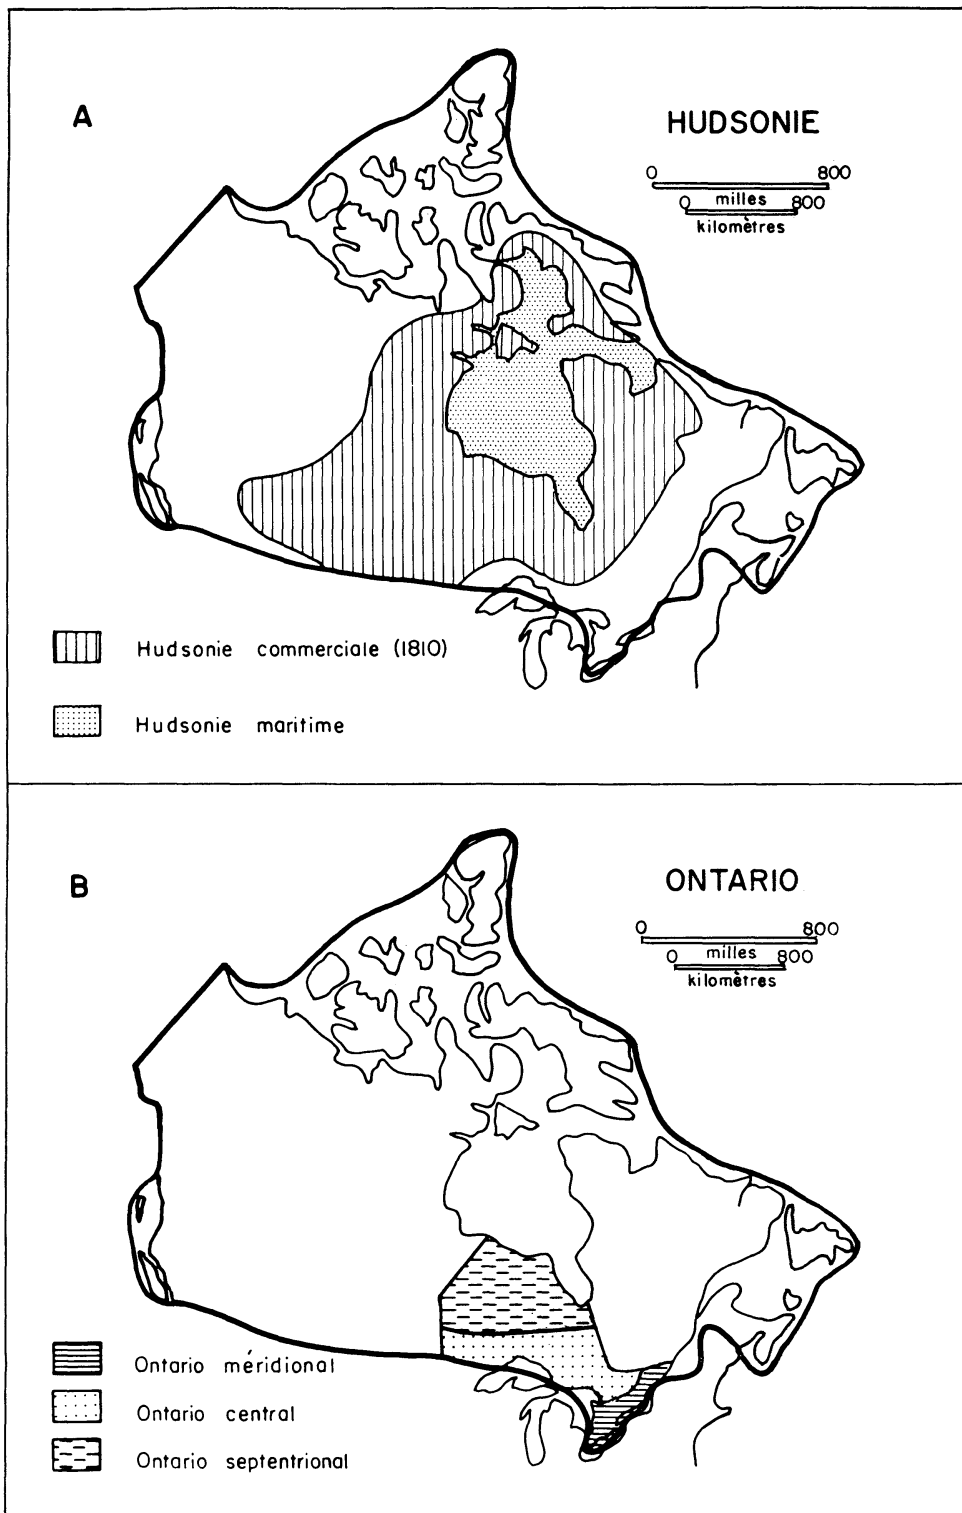 A
HUDSONIE
0 800
milles
0 800
kilomètres
Hudsonie commerciale (1810)
Hudsonie maritime
B
ONTARIO
0 800
milles
0 800
kilomètres
Ontario méridional
Ontario central
Ontario septentrional